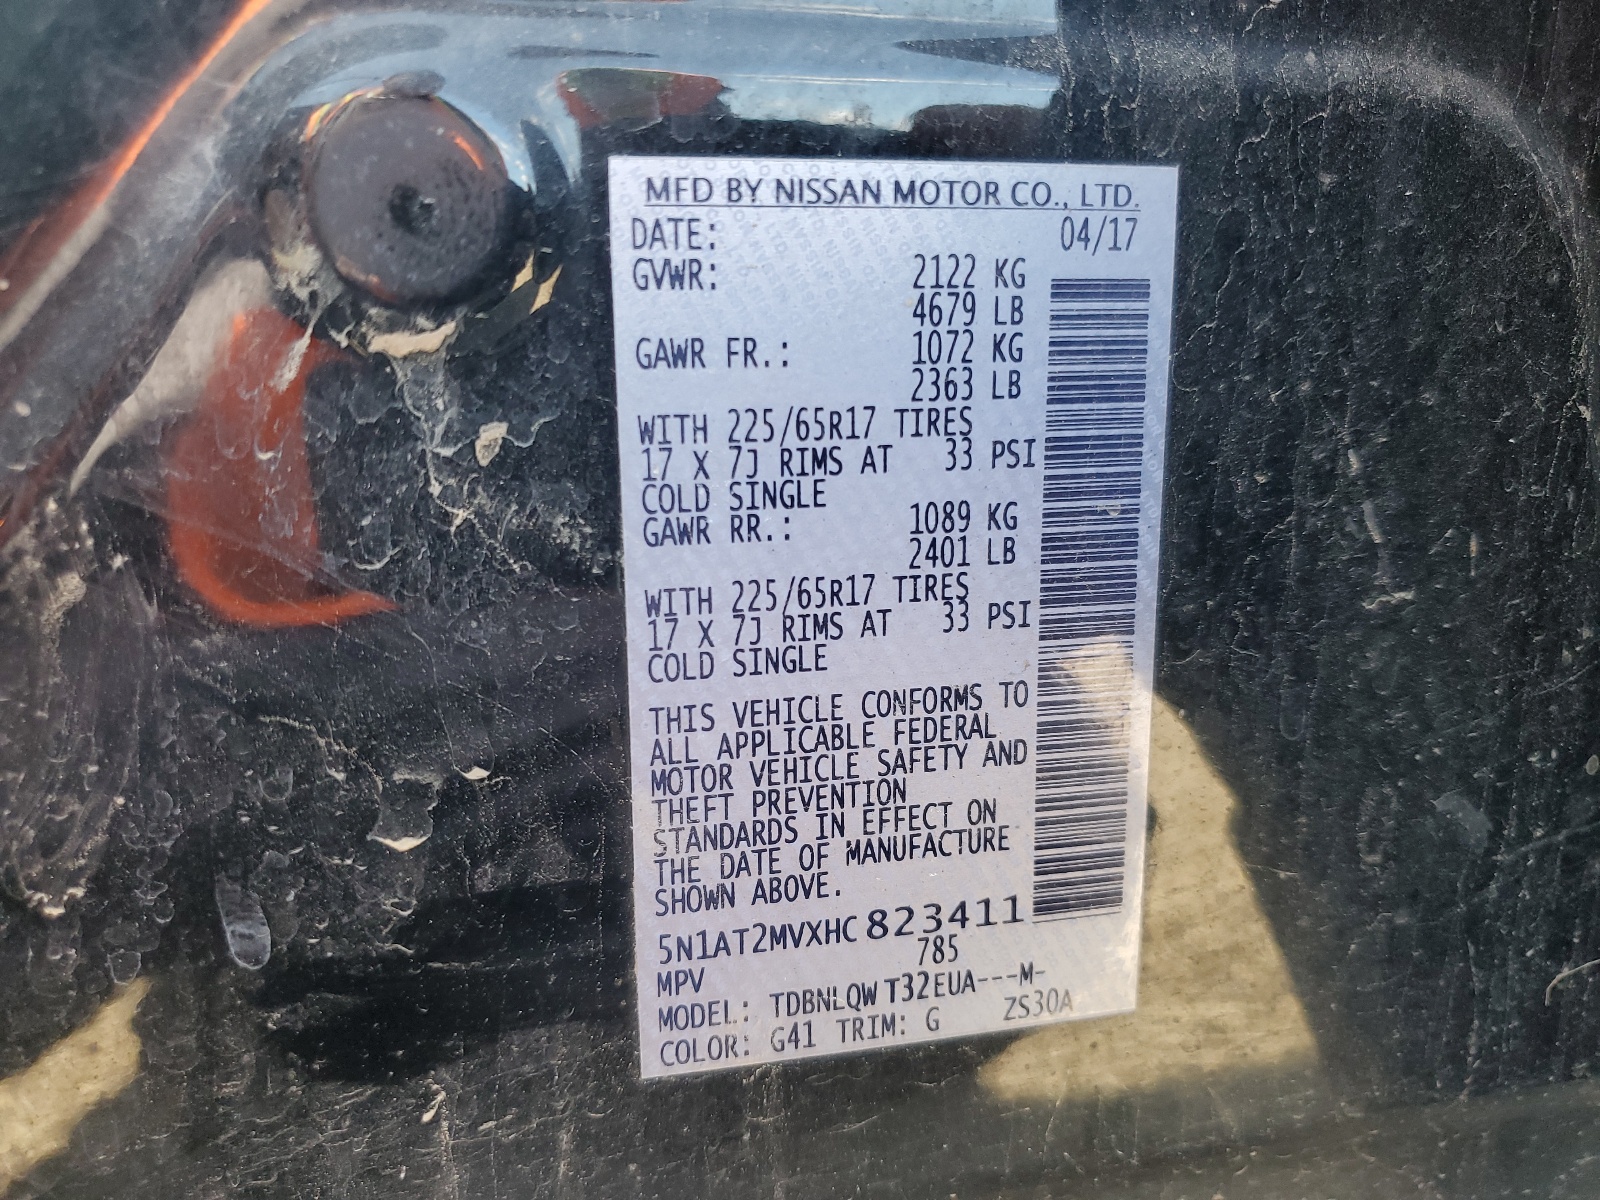 MFD BY NISSAN MOTOR CO., LTD.
DATE: 04/17
GVWR: 2122 KG
4679 LB
GAWR FR.: 1072 KG
2363 LB
WITH 225/65R17 TIRES
17 X 7J RIMS AT 33 PSI
COLD SINGLE
GAWR RR.: 1089 KG
2401 LB
WITH 225/65R17 TIRES
17 X 7J RIMS AT 33 PSI
COLD SINGLE
THIS VEHICLE CONFORMS TO
ALL APPLICABLE FEDERAL
MOTOR VEHICLE SAFETY AND
THEFT PREVENTION
STANDARDS IN EFFECT ON
THE DATE OF MANUFACTURE
SHOWN ABOVE.
5N1AT2MVXHC823411
MPV 785
MODEL: TDBNLQWT32EUA---M-
COLOR: G41 TRIM: G ZS30A